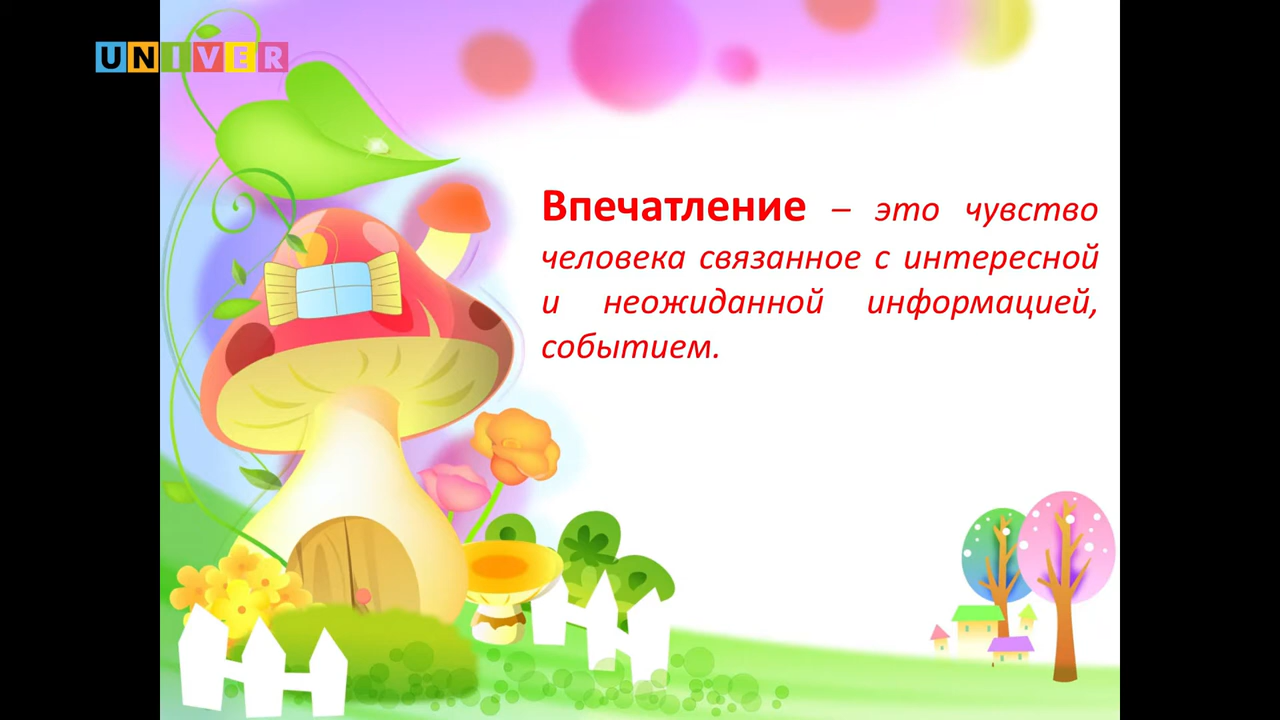 UNIVER
Впечатление – это чувство
человека связанное с интересной
и неожиданной информацией,
событием.